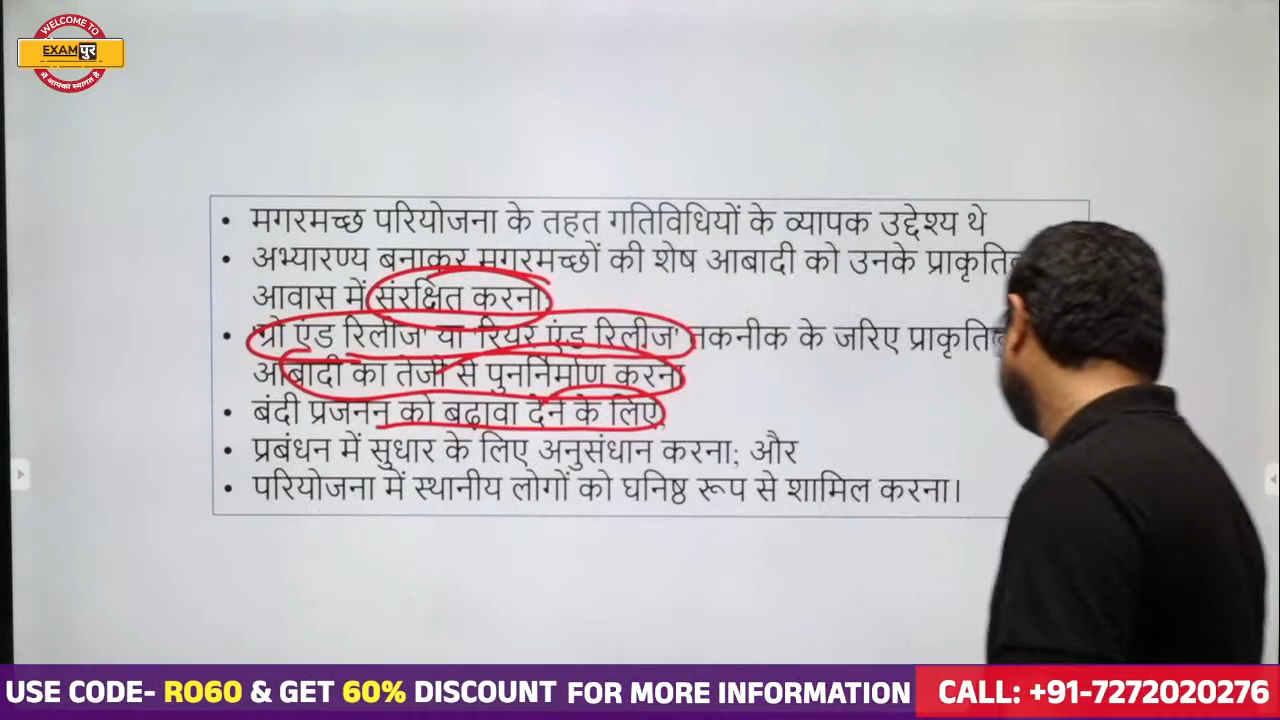 WELCOME TO
EXAMपुर
में आपका स्वागत है
• मगरमच्छ परियोजना के तहत गतिविधियों के व्यापक उद्देश्य थे
• अभ्यारण्य बनाकर मगरमच्छों की शेष आबादी को उनके
आवास में संरक्षित करना
• 'ग्रो एंड रिलीज' या 'रियर एंड रिलीज' तकनीक के जरिए
आबादी का तेजी से पुनर्निर्माण करना
• बंदी प्रजनन को बढ़ावा देने के लिए,
• प्रबंधन में सुधार के लिए अनुसंधान करना; और
• परियोजना में स्थानीय लोगों को घनिष्ठ रूप से शामिल करना।
USE CODE- RO60 & GET 60% DISCOUNT FOR MORE INFORMATION CALL: +91-7272020276